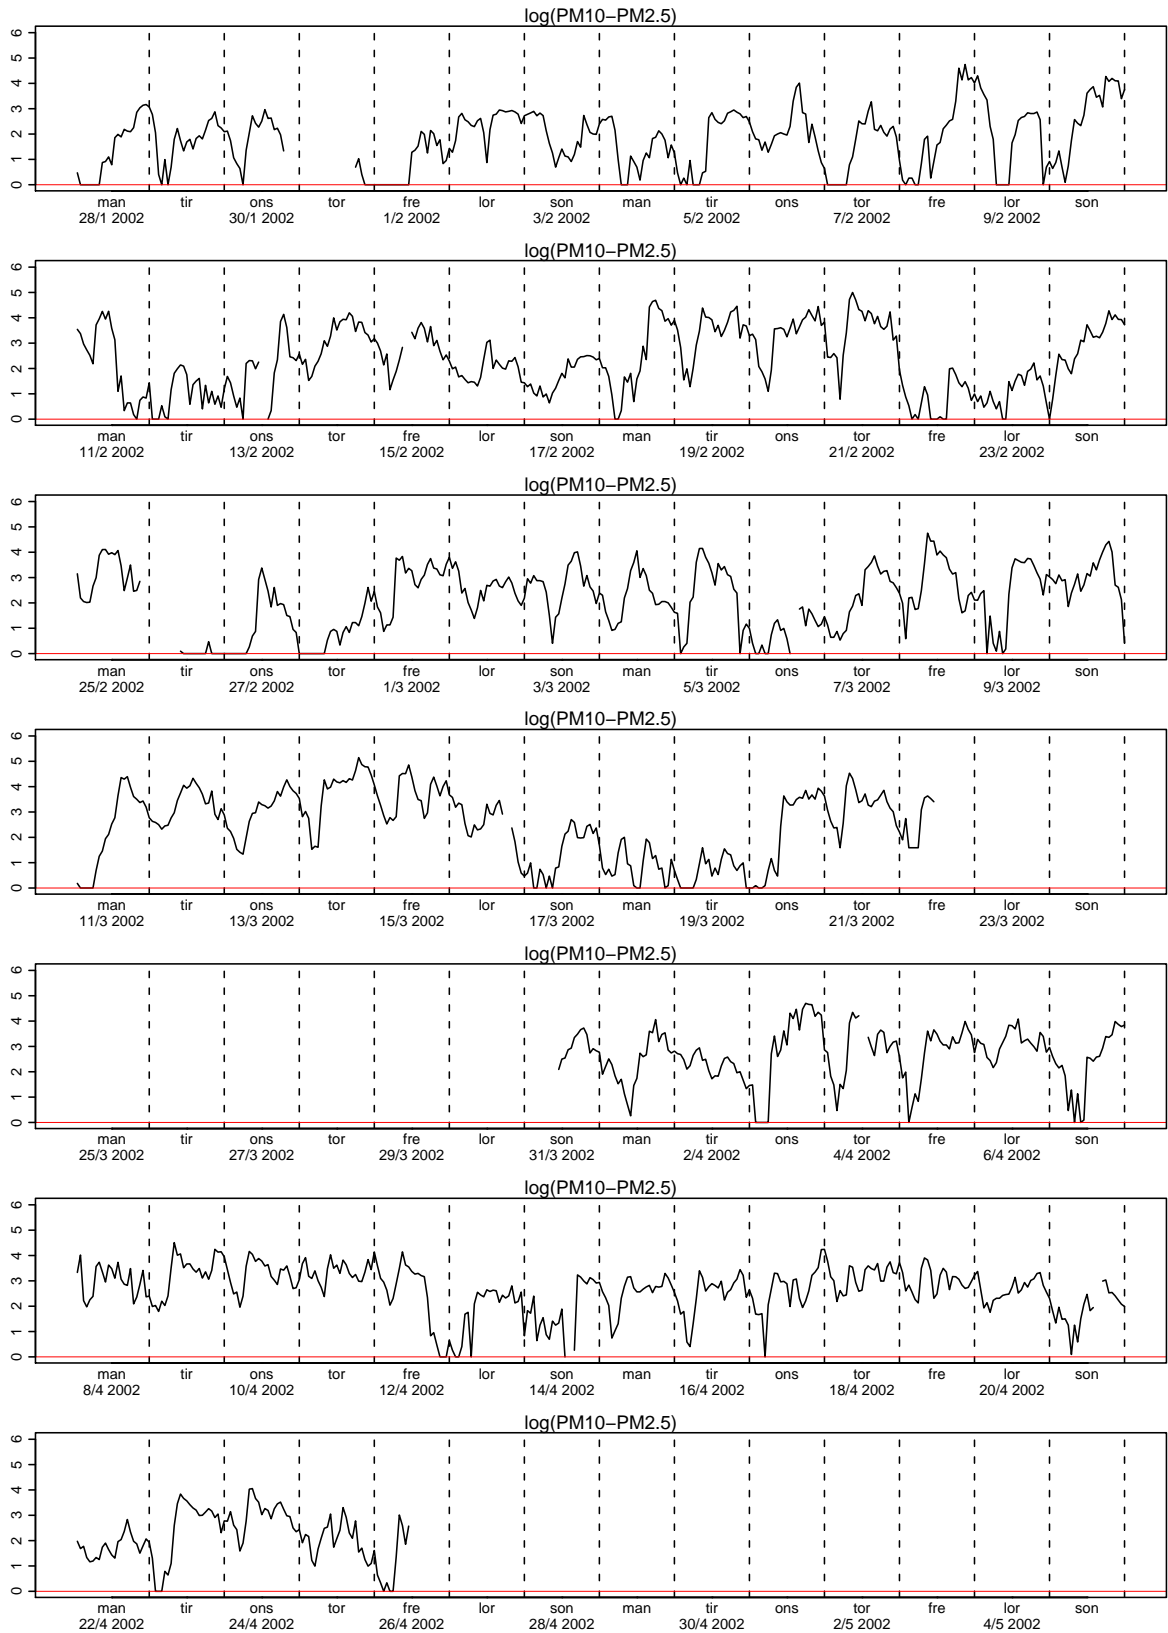 log(PM10−PM2.5)
6
5
4
3
2
1
0
man tir ons tor fre lor son man tir ons tor fre lor son
28/1 2002 30/1 2002 1/2 2002 3/2 2002 5/2 2002 7/2 2002 9/2 2002
log(PM10−PM2.5)
6
5
4
3
2
1
0
man tir ons tor fre lor son man tir ons tor fre lor son
11/2 2002 13/2 2002 15/2 2002 17/2 2002 19/2 2002 21/2 2002 23/2 2002
log(PM10−PM2.5)
6
5
4
3
2
1
0
man tir ons tor fre lor son man tir ons tor fre lor son
25/2 2002 27/2 2002 1/3 2002 3/3 2002 5/3 2002 7/3 2002 9/3 2002
log(PM10−PM2.5)
6
5
4
3
2
1
0
man tir ons tor fre lor son man tir ons tor fre lor son
11/3 2002 13/3 2002 15/3 2002 17/3 2002 19/3 2002 21/3 2002 23/3 2002
log(PM10−PM2.5)
6
5
4
3
2
1
0
man tir ons tor fre lor son man tir ons tor fre lor son
25/3 2002 27/3 2002 29/3 2002 31/3 2002 2/4 2002 4/4 2002 6/4 2002
log(PM10−PM2.5)
6
5
4
3
2
1
0
man tir ons tor fre lor son man tir ons tor fre lor son
8/4 2002 10/4 2002 12/4 2002 14/4 2002 16/4 2002 18/4 2002 20/4 2002
log(PM10−PM2.5)
6
5
4
3
2
1
0
man tir ons tor fre lor son man tir ons tor fre lor son
22/4 2002 24/4 2002 26/4 2002 28/4 2002 30/4 2002 2/5 2002 4/5 2002